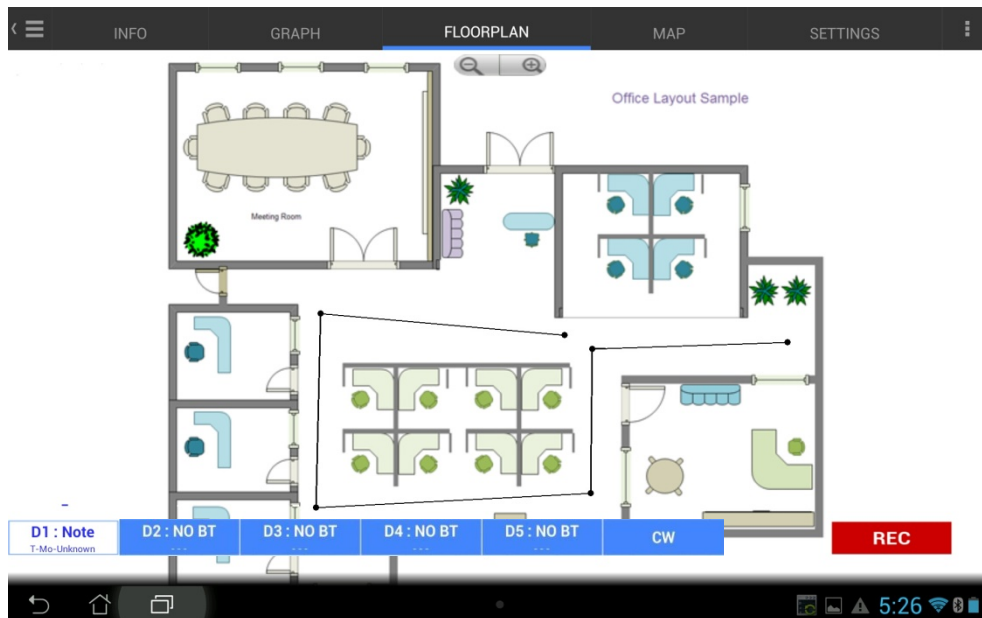 INFO GRAPH FLOORPLAN MAP SETTINGS
Office Layout Sample
Meeting Room
D1 : Note D2 : NO BT D3 : NO BT D4 : NO BT D5 : NO BT CW REC
T-Mo-Unknown --- --- --- ---
5:26